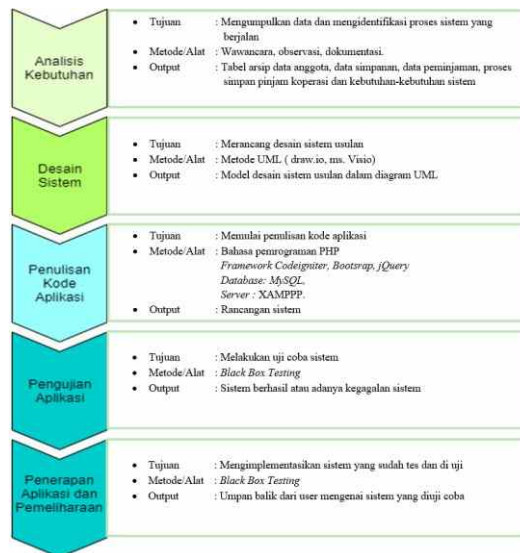 Analisis
Kebutuhan
• Tujuan : Mengumpulkan data dan mengidentifikasi proses sistem yang
berjalan
• Metode/Alat : Wawancara, observasi, dokumentasi.
• Output : Tabel arsip data anggota, data simpanan, data peminjaman, proses
simpan pinjam koperasi dan kebutuhan-kebutuhan sistem
Desain
Sistem
• Tujuan : Merancang desain sistem usulan
• Metode/Alat : Metode UML ( draw.io, ms. Visio)
• Output : Model desain sistem usulan dalam diagram UML
Penulisan
Kode
Aplikasi
• Tujuan : Memulai penulisan kode aplikasi
• Metode/Alat : Bahasa pemrograman PHP
Framework Codeigniter, Bootsrap, jQuery
Database: MySQL,
Server : XAMPPP.
• Output : Rancangan sistem
Pengujian
Aplikasi
• Tujuan : Melakukan uji coba sistem
• Metode/Alat : Black Box Testing
• Output : Sistem berhasil atau adanya kegagalan sistem
Penerapan
Aplikasi dan
Pemeliharaan
• Tujuan : Mengimplementasikan sistem yang sudah tes dan di uji
• Metode/Alat : Black Box Testing
• Output : Umpan balik dari user mengenai sistem yang diuji coba